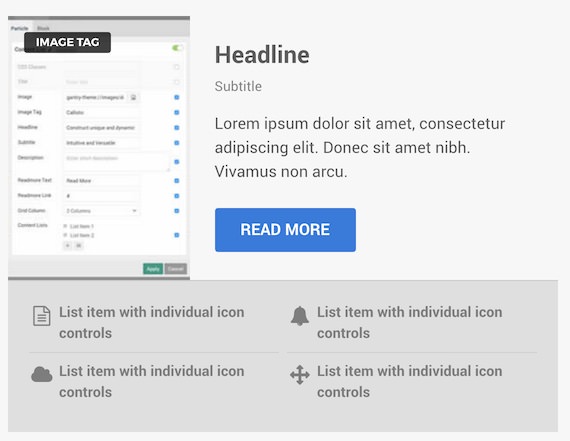 Particle Block
IMAGE TAG
CSS Classes
Title
Image gantry-theme://images/si
Image Tag Callisto
Headline Construct unique and dynamic
Subtitle Intuitive and Versatile
Description Enter short description
Readmore Text Read More
Readmore Link #
Grid Column 2 Columns
Content Lists List Item 1
List Item 2
Apply Cancel
Headline
Subtitle
Lorem ipsum dolor sit amet, consectetur
adipiscing elit. Donec sit amet nibh.
Vivamus non arcu.
READ MORE
List item with individual icon
controls
List item with individual icon
controls
List item with individual icon
controls
List item with individual icon
controls